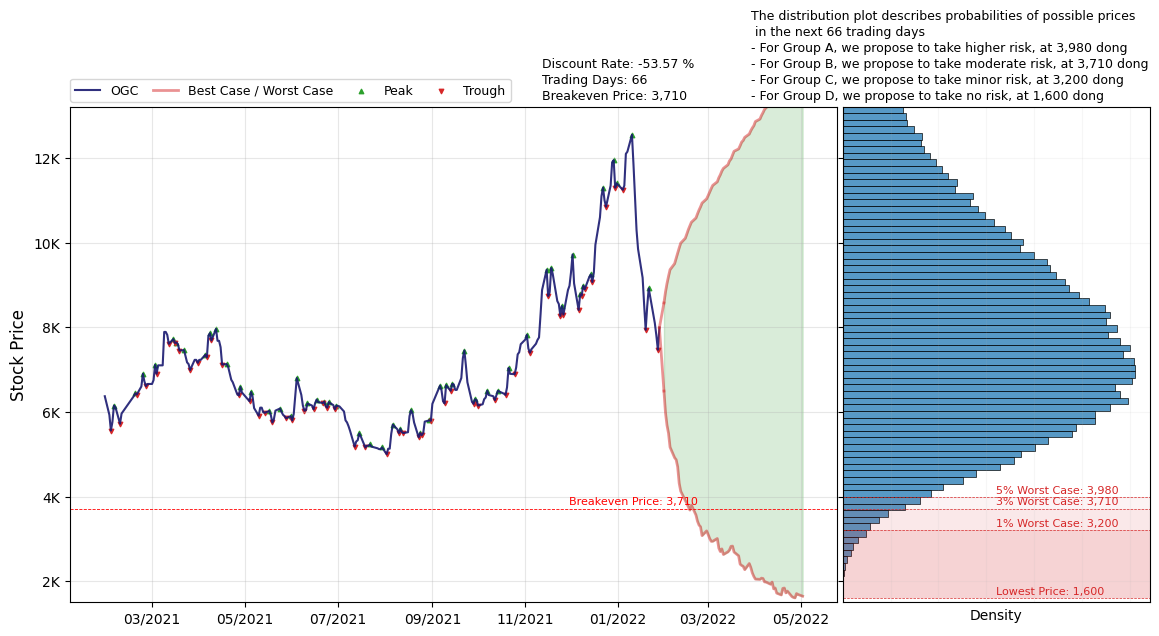 The distribution plot describes probabilities of possible prices
in the next 66 trading days
- For Group A, we propose to take higher risk, at 3,980 dong
- For Group B, we propose to take moderate risk, at 3,710 dong
- For Group C, we propose to take minor risk, at 3,200 dong
- For Group D, we propose to take no risk, at 1,600 dong
Discount Rate: -53.57 %
Trading Days: 66
Breakeven Price: 3,710
OGC Best Case / Worst Case Peak Trough
Stock Price
12K
10K
8K
6K
4K
2K
Breakeven Price: 3,710
03/2021 05/2021 07/2021 09/2021 11/2021 01/2022 03/2022 05/2022
5% Worst Case: 3,980
3% Worst Case: 3,710
1% Worst Case: 3,200
Lowest Price: 1,600
Density